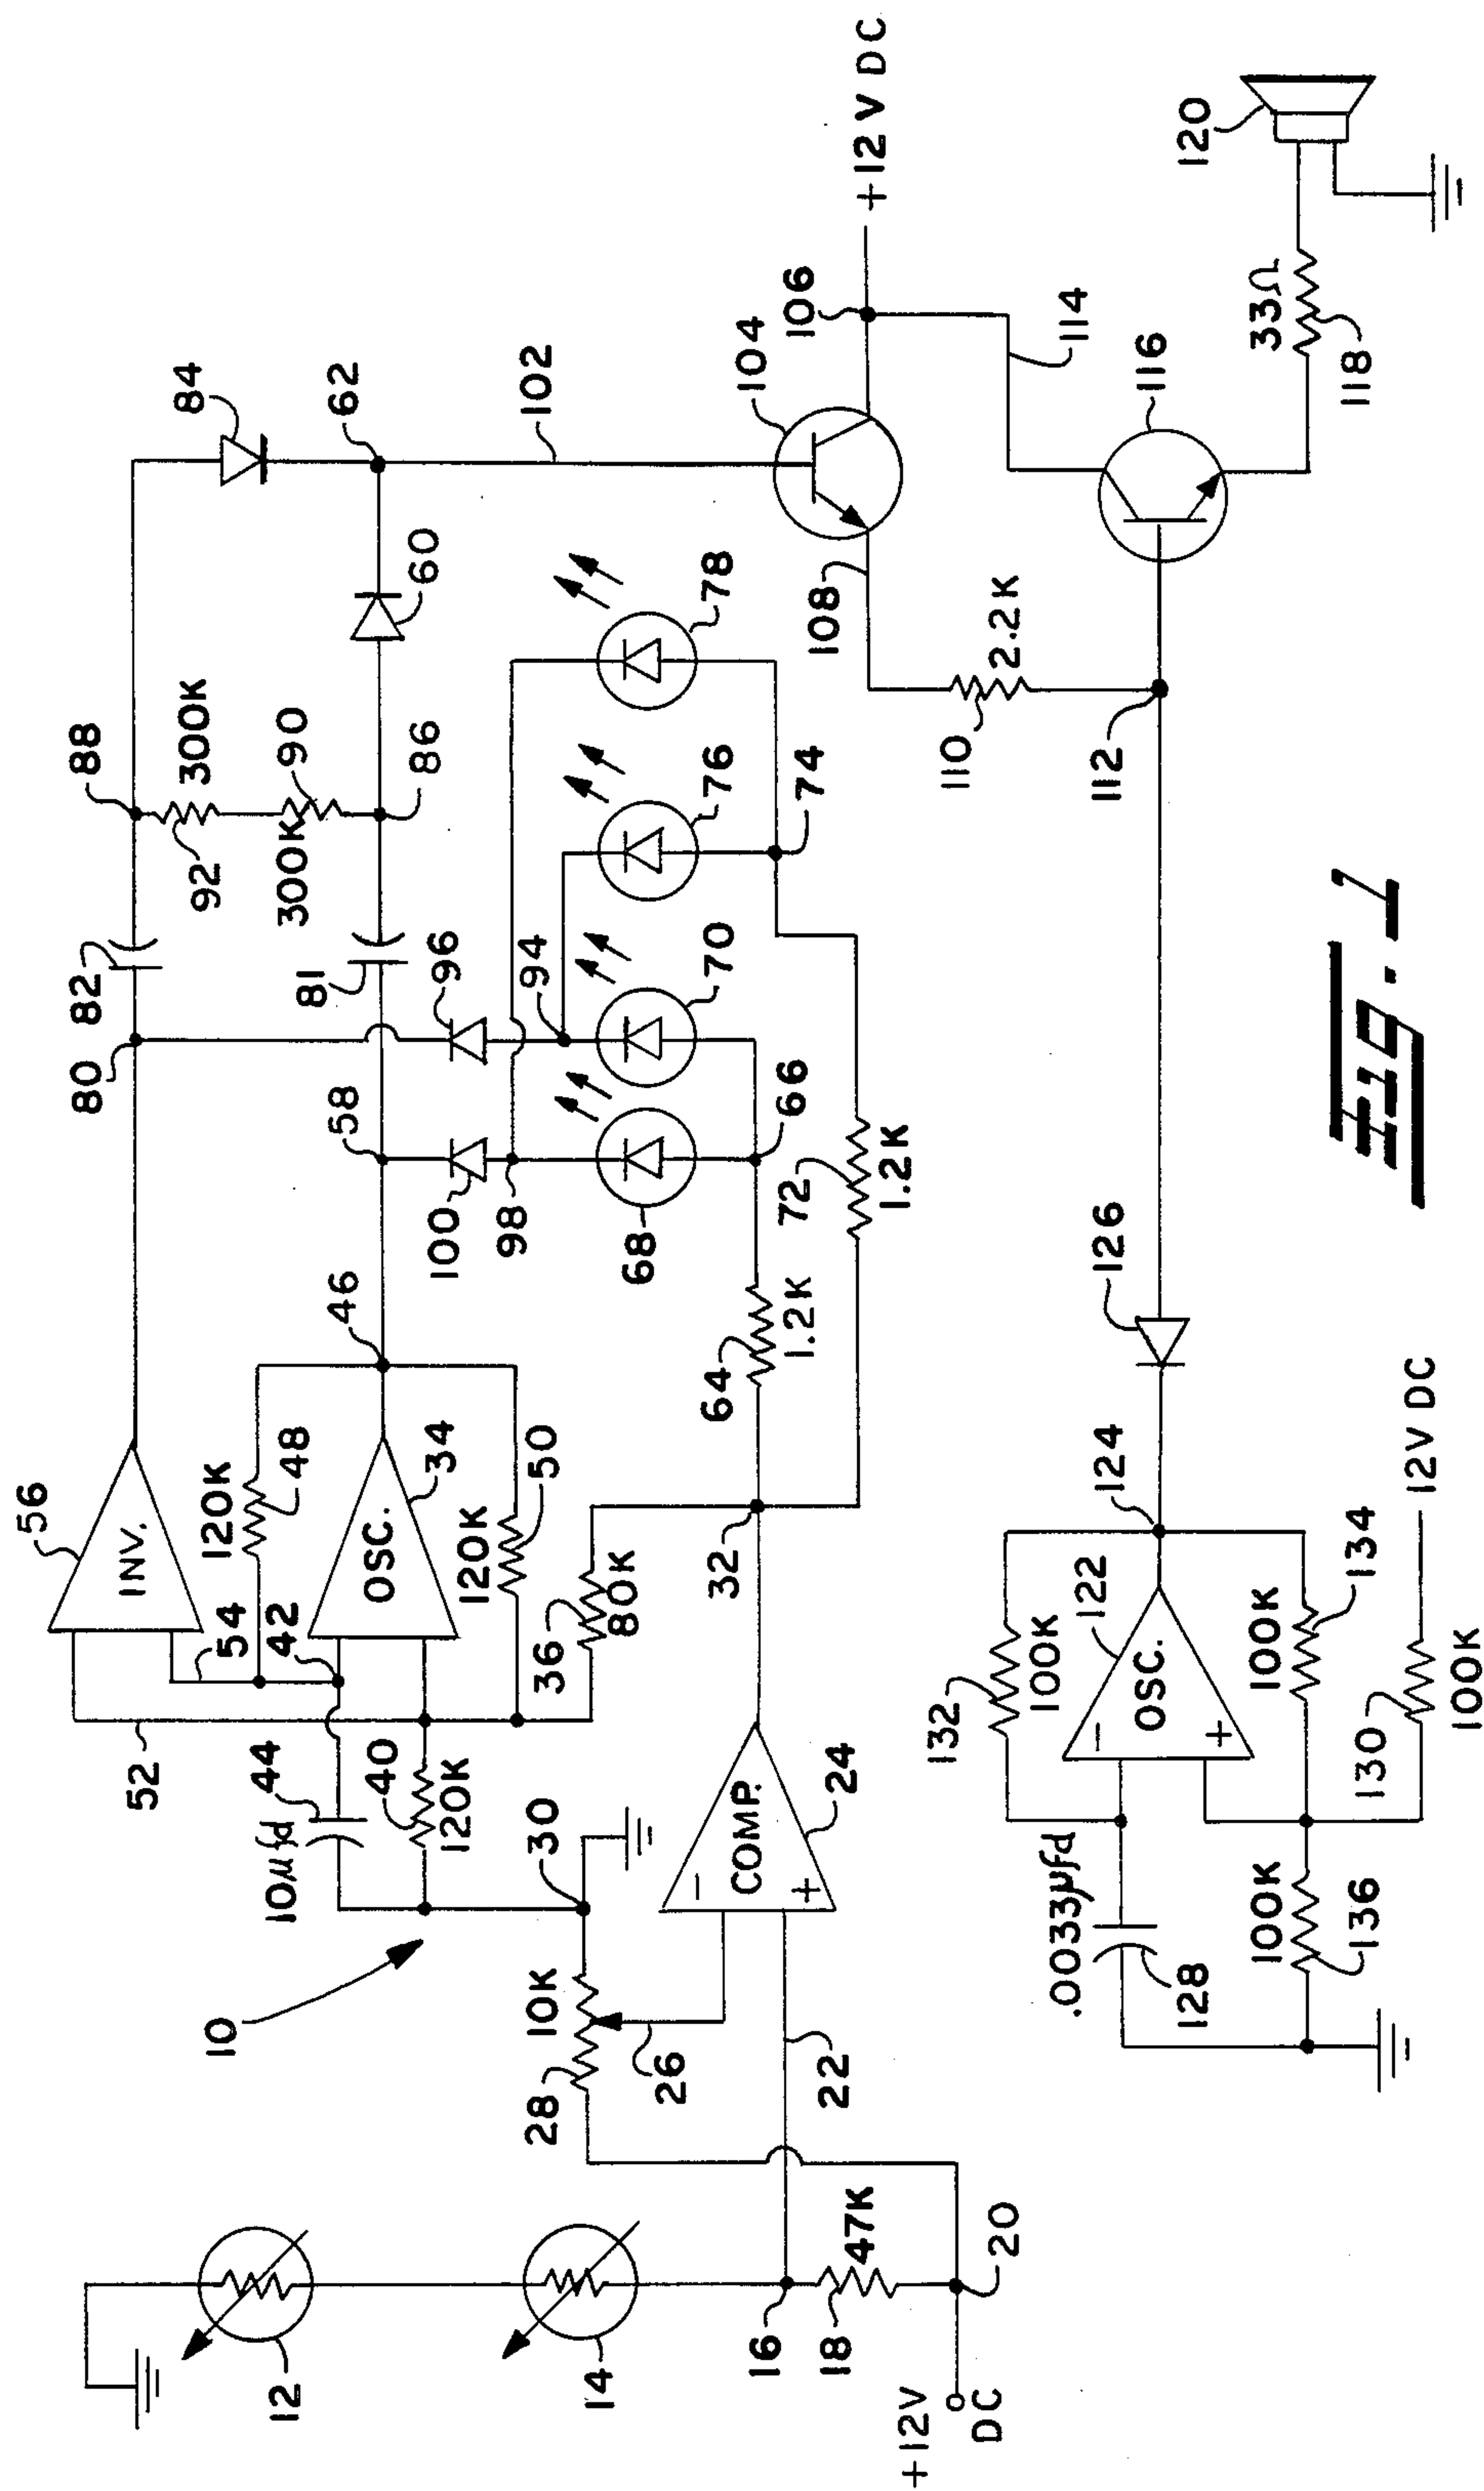 56
INV.
80
82
88
92
300K
300K
90
84
62
54
120K
48
46
58
81
86
60
102
52
42
OSC.
34
120K
50
100
96
98
94
44
10µfd
40
120K
36
80K
68
70
76
78
10
30
32
64
1.2K
66
72
1.2K
74
104
106
+12V DC
12
14
28
10K
26
COMP.
-
+
24
22
108
110
2.2K
112
114
116
33Ω
118
120
16
18
47K
20
+12V
DC
.0033µfd
128
132
100K
-
OSC.
+
122
124
126
100K
136
100K
134
130
100K
12V DC
FIG-1